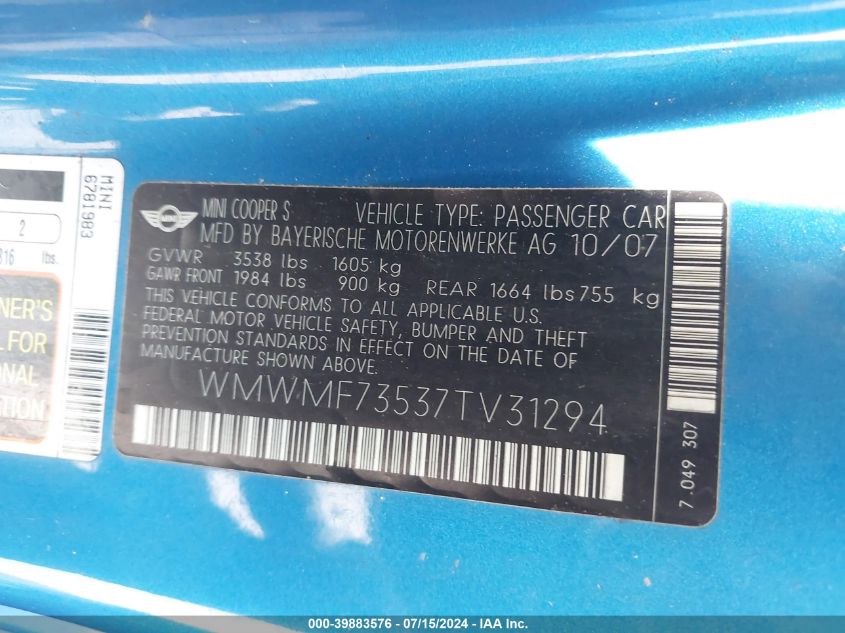 MINI
6781983
2
816 lbs.
NER'S
L FOR
ONAL
CTION
MINI
MINI COOPER S VEHICLE TYPE: PASSENGER CAR
MFD BY BAYERISCHE MOTORENWERKE AG 10/07
GVWR 3538 lbs 1605 kg
GAWR FRONT 1984 lbs 900 kg REAR 1664 lbs 755 kg
THIS VEHICLE CONFORMS TO ALL APPLICABLE U.S.
FEDERAL MOTOR VEHICLE SAFETY, BUMPER AND THEFT
PREVENTION STANDARDS IN EFFECT ON THE DATE OF
MANUFACTURE SHOWN ABOVE.
WMWMF73537TV31294
7.049 307
000-39883576 - 07/15/2024 - IAA Inc.